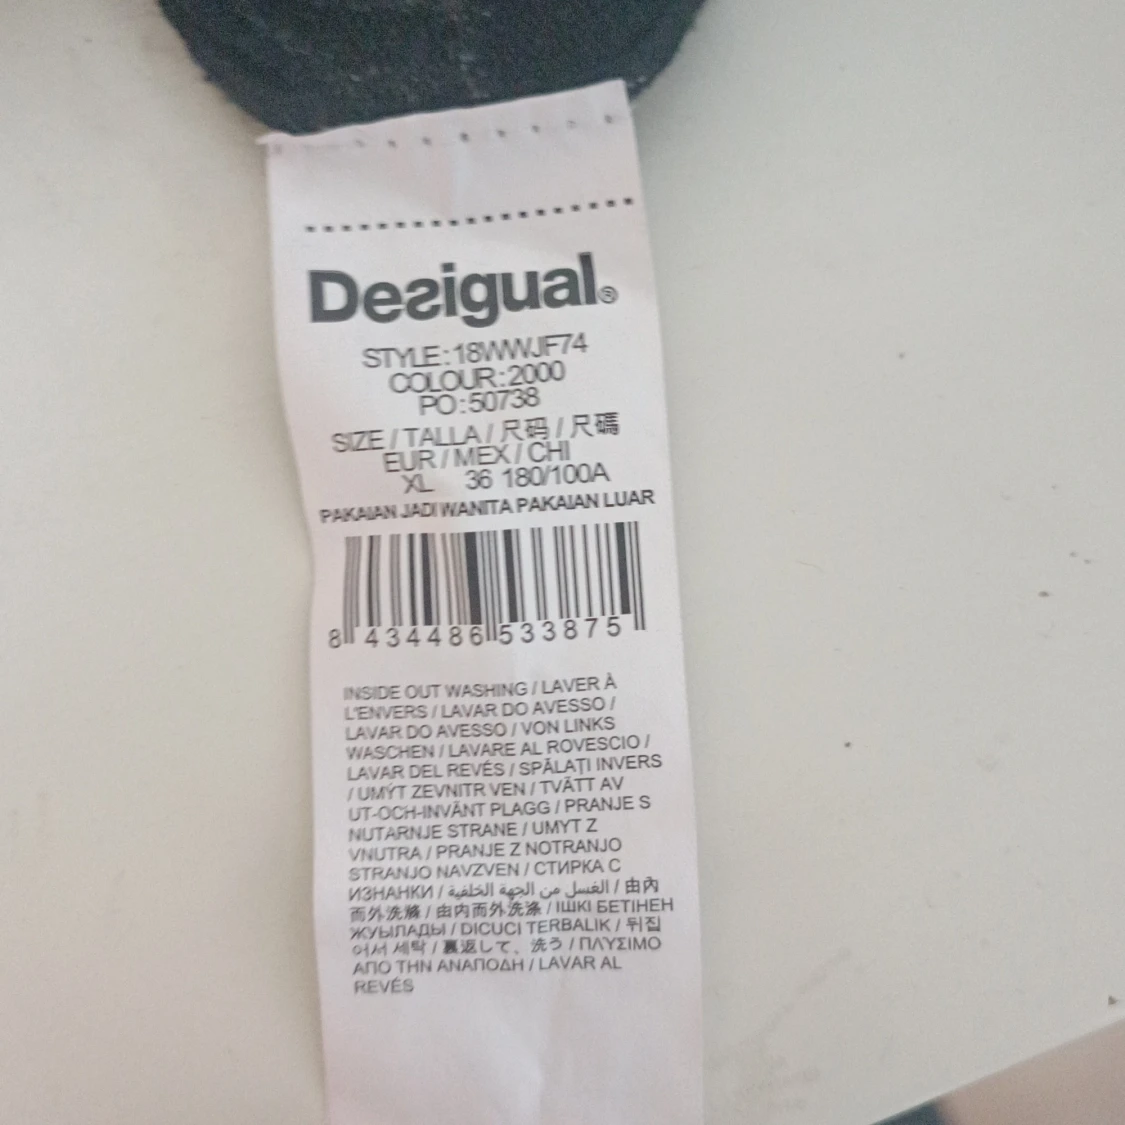 Desigual®
STYLE:18WWJF74
COLOUR:2000
PO:50738
SIZE / TALLA / 尺码 / 尺碼
EUR / MEX / CHI
XL 36 180/100A
PAKAIAN JADI WANITA PAKAIAN LUAR
8 434486 533875
INSIDE OUT WASHING / LAVER À
L'ENVERS / LAVAR DO AVESSO /
LAVAR DO AVESSO / VON LINKS
WASCHEN / LAVARE AL ROVESCIO /
LAVAR DEL REVÉS / SPĂLAȚI INVERS
/ UMÝT ZEVNITR VEN / TVÄTT AV
UT-OCH-INVÄNT PLAGG / PRANJE S
NUTARNJE STRANE / UMYT Z
VNUTRA / PRANJE Z NOTRANJO
STRANJO NAVZVEN / СТИРКА С
ИЗНАНКИ / الغسل من الجهة الخلفية / 由內
而外洗滌 / 由内而外洗涤 / ІШКІ БЕТІНЕН
ЖУЫЛАДЫ / DICUCI TERBALIK / 뒤집
어서 세탁 / 裏返して、洗う / ΠΛΥΣΙΜΟ
ΑΠΟ ΤΗΝ ΑΝΑΠΟΔΗ / LAVAR AL
REVÉS